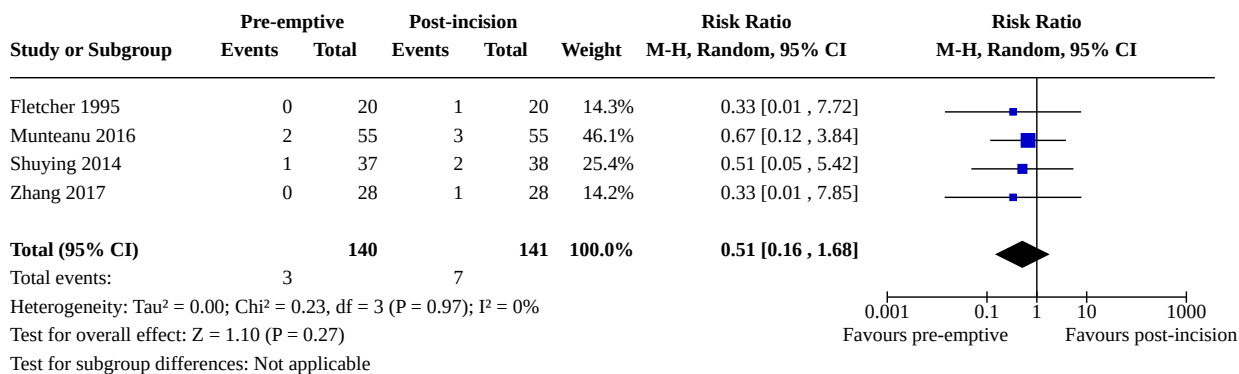 Pre-emptive Post-incision Risk Ratio Risk Ratio
Study or Subgroup Events Total Events Total Weight M-H, Random, 95% CI M-H, Random, 95% CI
Fletcher 1995 0 20 1 20 14.3% 0.33 [0.01 , 7.72]
Munteanu 2016 2 55 3 55 46.1% 0.67 [0.12 , 3.84]
Shuying 2014 1 37 2 38 25.4% 0.51 [0.05 , 5.42]
Zhang 2017 0 28 1 28 14.2% 0.33 [0.01 , 7.85]
Total (95% CI) 140 141 100.0% 0.51 [0.16 , 1.68]
Total events: 3 7
Heterogeneity: Tau² = 0.00; Chi² = 0.23, df = 3 (P = 0.97); I² = 0%
0.001 0.1 1 10 1000
Test for overall effect: Z = 1.10 (P = 0.27)
Favours pre-emptive Favours post-incision
Test for subgroup differences: Not applicable